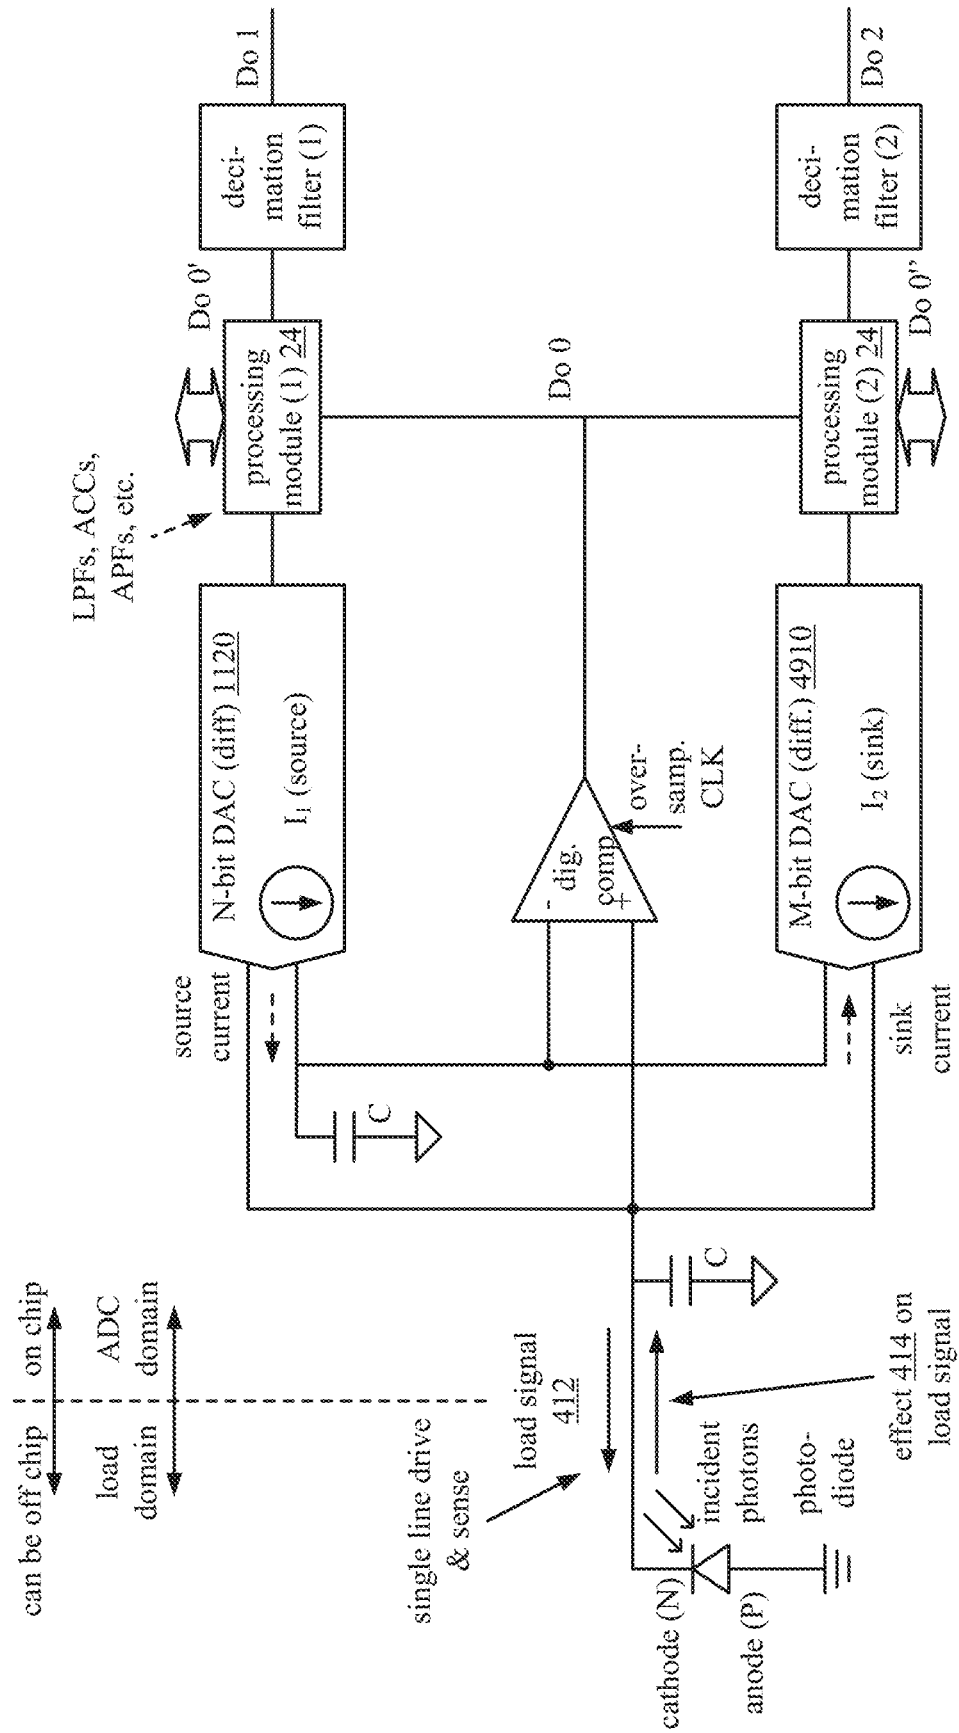 can be off chip
on chip
load
domain
ADC
domain
single line drive
& sense
load signal
412
cathode (N)
anode (P)
incident
photons
photo-
diode
effect 414 on
load signal
C
C
source
current
sink
current
N-bit DAC (diff) 1120
I1 (source)
- dig.
comp
+
over-
samp.
CLK
M-bit DAC (diff.) 4910
I2 (sink)
LPFs, ACCs,
APFs, etc.
processing
module (1) 24
Do 0'
Do 0
processing
module (2) 24
Do 0"
deci-
mation
filter (1)
Do 1
deci-
mation
filter (2)
Do 2